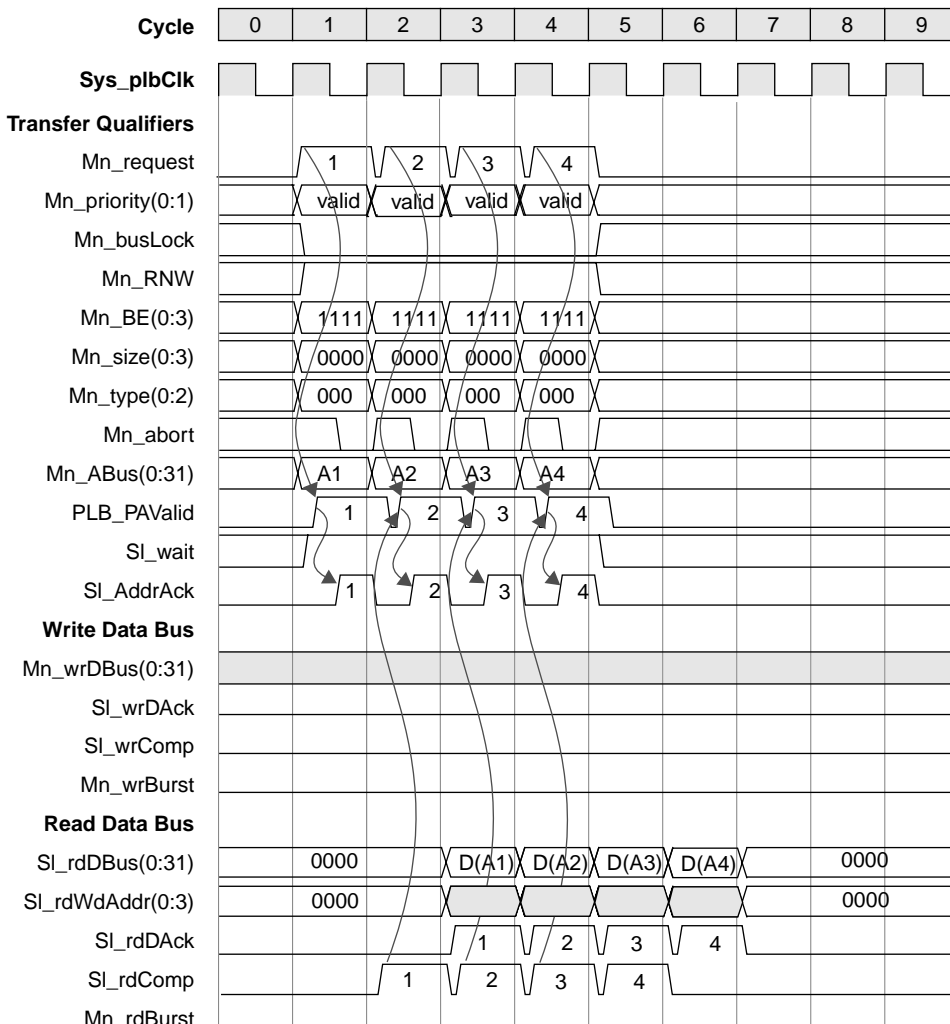 Cycle 0 1 2 3 4 5 6 7 8 9
Sys_plbClk
Transfer Qualifiers
Mn_request 1 2 3 4
Mn_priority(0:1) valid valid valid valid
Mn_busLock
Mn_RNW
Mn_BE(0:3) 1111 1111 1111 1111
Mn_size(0:3) 0000 0000 0000 0000
Mn_type(0:2) 000 000 000 000
Mn_abort
Mn_ABus(0:31) A1 A2 A3 A4
PLB_PAValid 1 2 3 4
Sl_wait
Sl_AddrAck 1 2 3 4
Write Data Bus
Mn_wrDBus(0:31)
Sl_wrDAck
Sl_wrComp
Mn_wrBurst
Read Data Bus
Sl_rdDBus(0:31) 0000 D(A1) D(A2) D(A3) D(A4) 0000
Sl_rdWdAddr(0:3) 0000 0000
Sl_rdDAck 1 2 3 4
Sl_rdComp 1 2 3 4
Mn_rdBurst